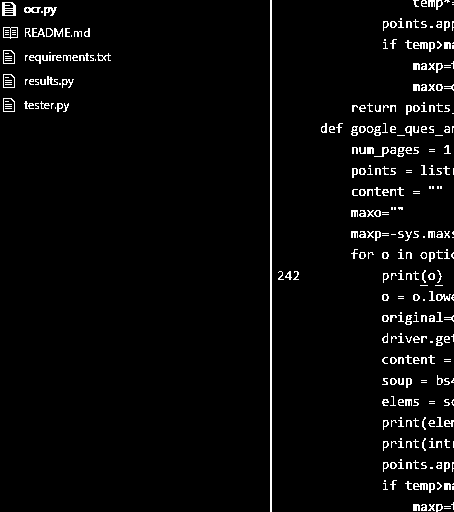 ocr.py
README.md
requirements.txt
results.py
tester.py
temp*=
points.app
if temp>ma
maxp=t
maxo=o
return points_
def google_ques_an
num_pages = 1
points = listr
content = ""
maxo=""
maxp=-sys.maxs
for o in optio
242
print(o)
o = o.lowe
original=o
driver.get
content =
soup = bs4
elems = so
print(elem
print(intr
points.app
if temp>ma
maxp=t